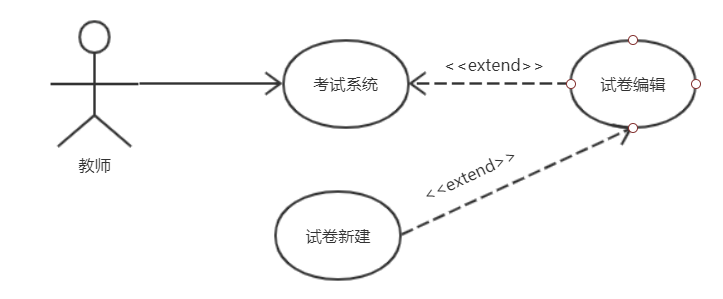 考试系统
<<extend>>
试卷编辑
教师
<<extend>>
试卷新建